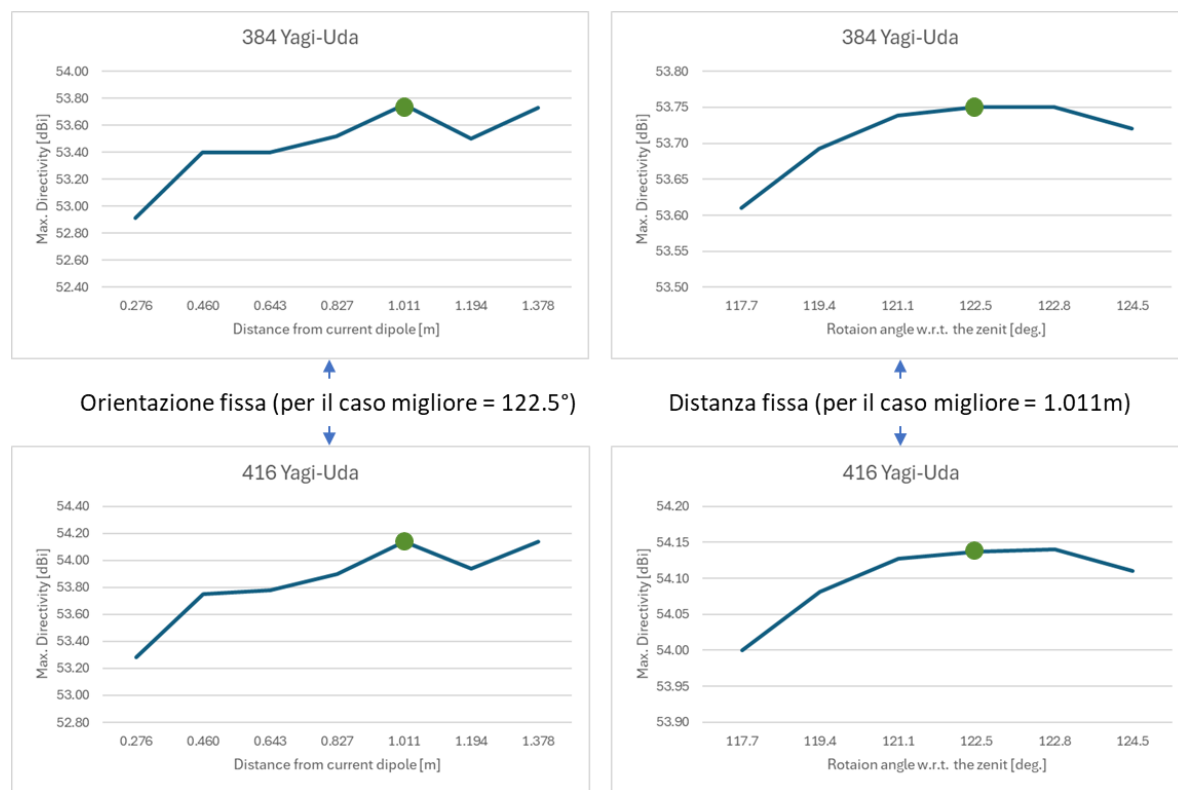 384 Yagi-Uda
54.00
53.80
53.60
53.40
53.20
53.00
52.80
52.60
52.40
Max. Directivity [dBi]
0.276 0.460 0.643 0.827 1.011 1.194 1.378
Distance from current dipole [m]
384 Yagi-Uda
53.80
53.75
53.70
53.65
53.60
53.55
53.50
Max. Directivity [dBi]
117.7 119.4 121.1 122.5 122.8 124.5
Rotaion angle w.r.t. the zenit [deg.]
Orientazione fissa (per il caso migliore = 122.5°)
Distanza fissa (per il caso migliore = 1.011m)
416 Yagi-Uda
54.40
54.20
54.00
53.80
53.60
53.40
53.20
53.00
52.80
Max. Directivity [dBi]
0.276 0.460 0.643 0.827 1.011 1.194 1.378
Distance from current dipole [m]
416 Yagi-Uda
54.20
54.15
54.10
54.05
54.00
53.95
53.90
Max. Directivity [dBi]
117.7 119.4 121.1 122.5 122.8 124.5
Rotaion angle w.r.t. the zenit [deg.]